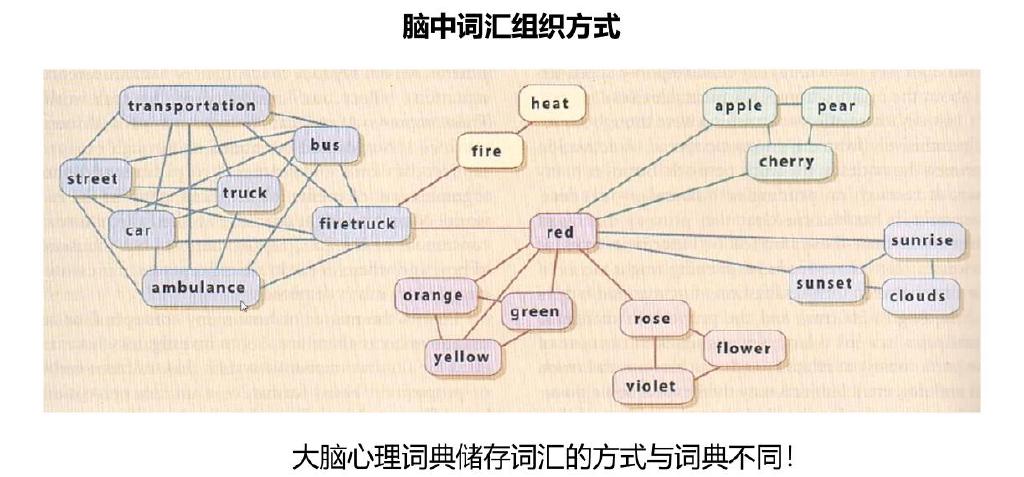 脑中词汇组织方式
transportation
bus
street
truck
car
firetruck
ambulance
heat
fire
apple
pear
cherry
red
orange
green
yellow
rose
flower
violet
sunrise
sunset
clouds
大脑心理词典储存词汇的方式与词典不同！